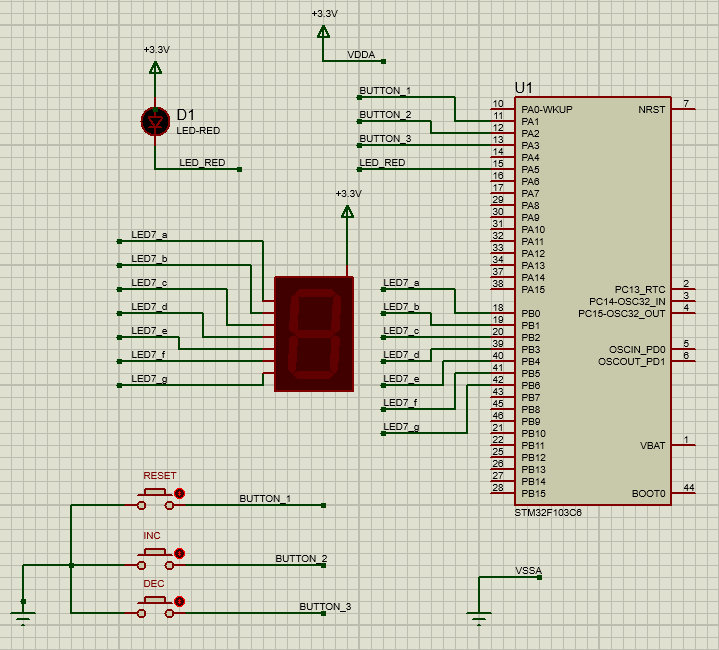 +3.3V
VDDA
+3.3V
D1
LED-RED
LED_RED
BUTTON_1
BUTTON_2
BUTTON_3
LED_RED
+3.3V
LED7_a
LED7_b
LED7_c
LED7_d
LED7_e
LED7_f
LED7_g
LED7_a
LED7_b
LED7_c
LED7_d
LED7_e
LED7_f
LED7_g
U1
10 PA0-WKUP
11 PA1
12 PA2
13 PA3
14 PA4
15 PA5
16 PA6
17 PA7
29 PA8
30 PA9
31 PA10
32 PA11
33 PA12
34 PA13
37 PA14
38 PA15
18 PB0
19 PB1
20 PB2
39 PB3
40 PB4
41 PB5
42 PB6
43 PB7
45 PB8
46 PB9
21 PB10
22 PB11
25 PB12
26 PB13
27 PB14
28 PB15
NRST 7
PC13_RTC 2
PC14-OSC32_IN 3
PC15-OSC32_OUT 4
OSCIN_PD0 5
OSCOUT_PD1 6
VBAT 1
BOOT0 44
STM32F103C6
RESET
BUTTON_1
INC
BUTTON_2
DEC
BUTTON_3
VSSA